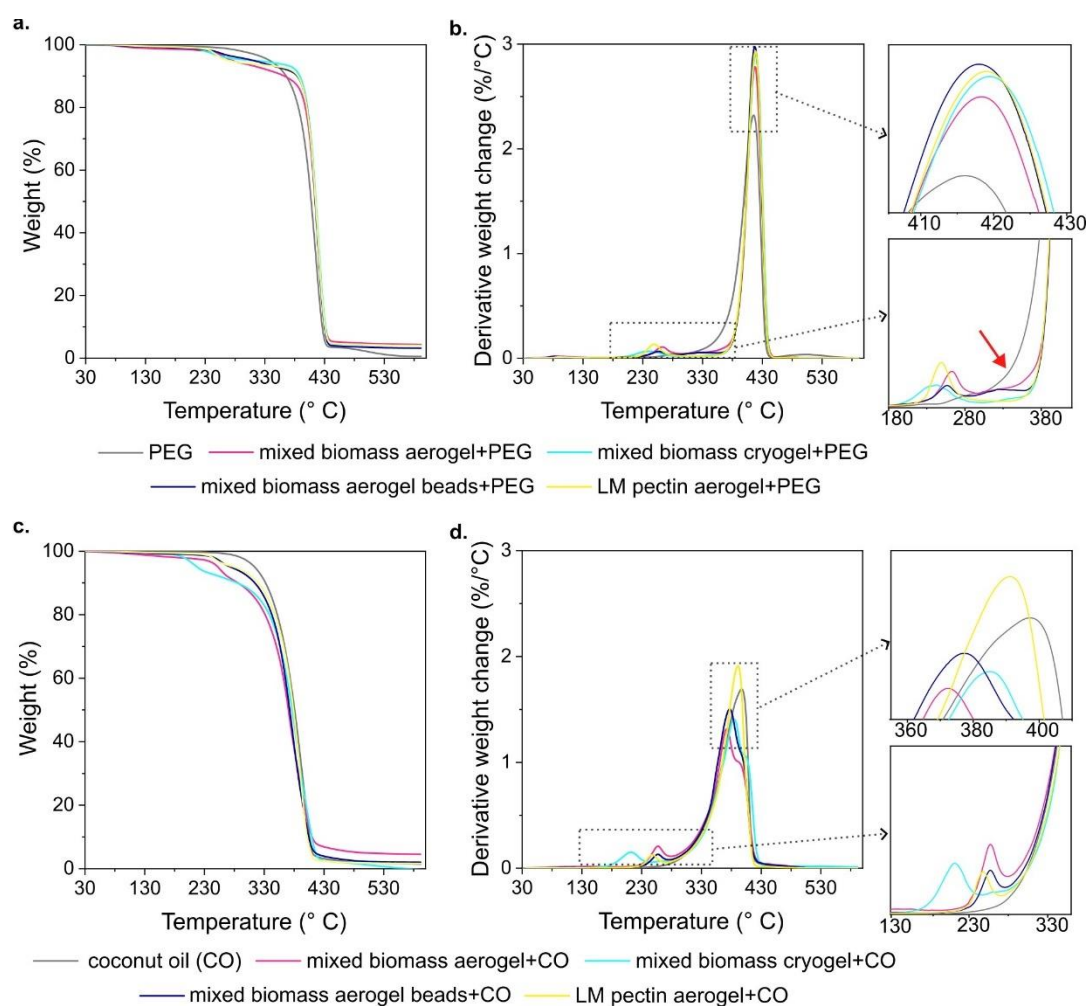 a.
100
80
60
40
20
0
Weight (%)
30 130 230 330 430 530
Temperature (° C)
b.
3
2
1
0
Derivative weight change (%/°C)
30 130 230 330 430 530
Temperature (° C)
410 420 430
180 280 380
PEG mixed biomass aerogel+PEG mixed biomass cryogel+PEG
mixed biomass aerogel beads+PEG LM pectin aerogel+PEG
c.
100
80
60
40
20
0
Weight (%)
30 130 230 330 430 530
Temperature (° C)
d.
3
2
1
0
Derivative weight change (%/°C)
30 130 230 330 430 530
Temperature (° C)
360 380 400
130 230 330
coconut oil (CO) mixed biomass aerogel+CO mixed biomass cryogel+CO
mixed biomass aerogel beads+CO LM pectin aerogel+CO